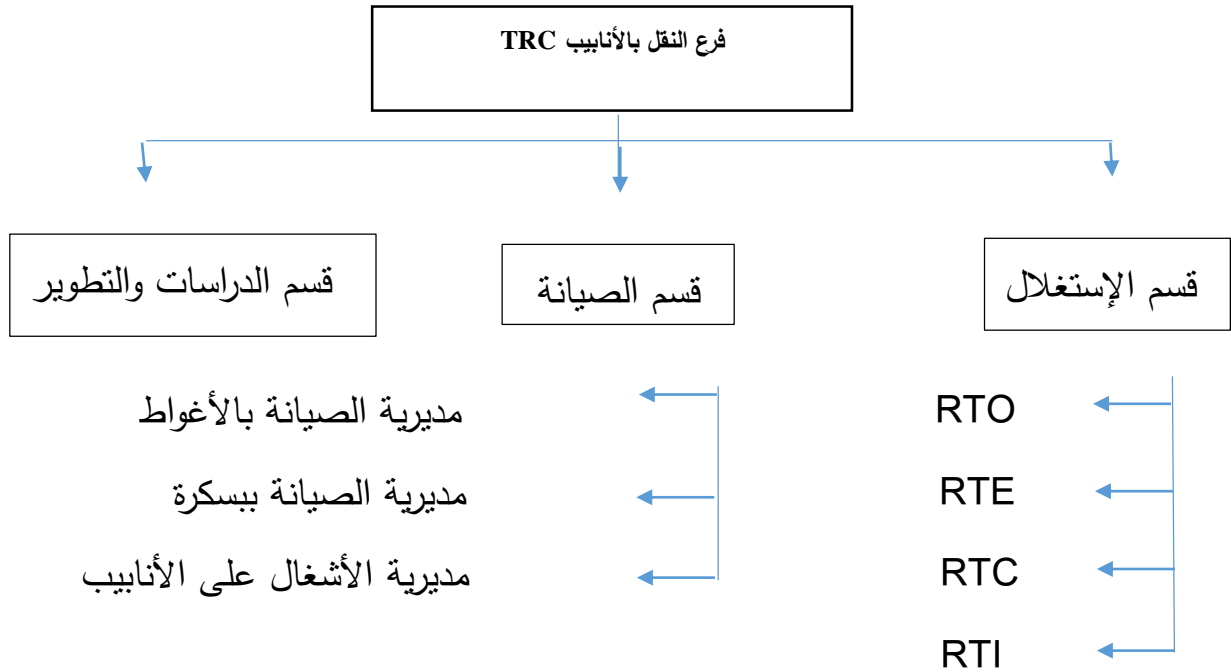 فرع النقل بالأنابيب TRC
قسم الإستغلال
قسم الصيانة
قسم الدراسات والتطوير
RTO
RTE
RTC
RTI
مديرية الصيانة بالأغواط
مديرية الصيانة ببسكرة
مديرية الأشغال على الأنابيب